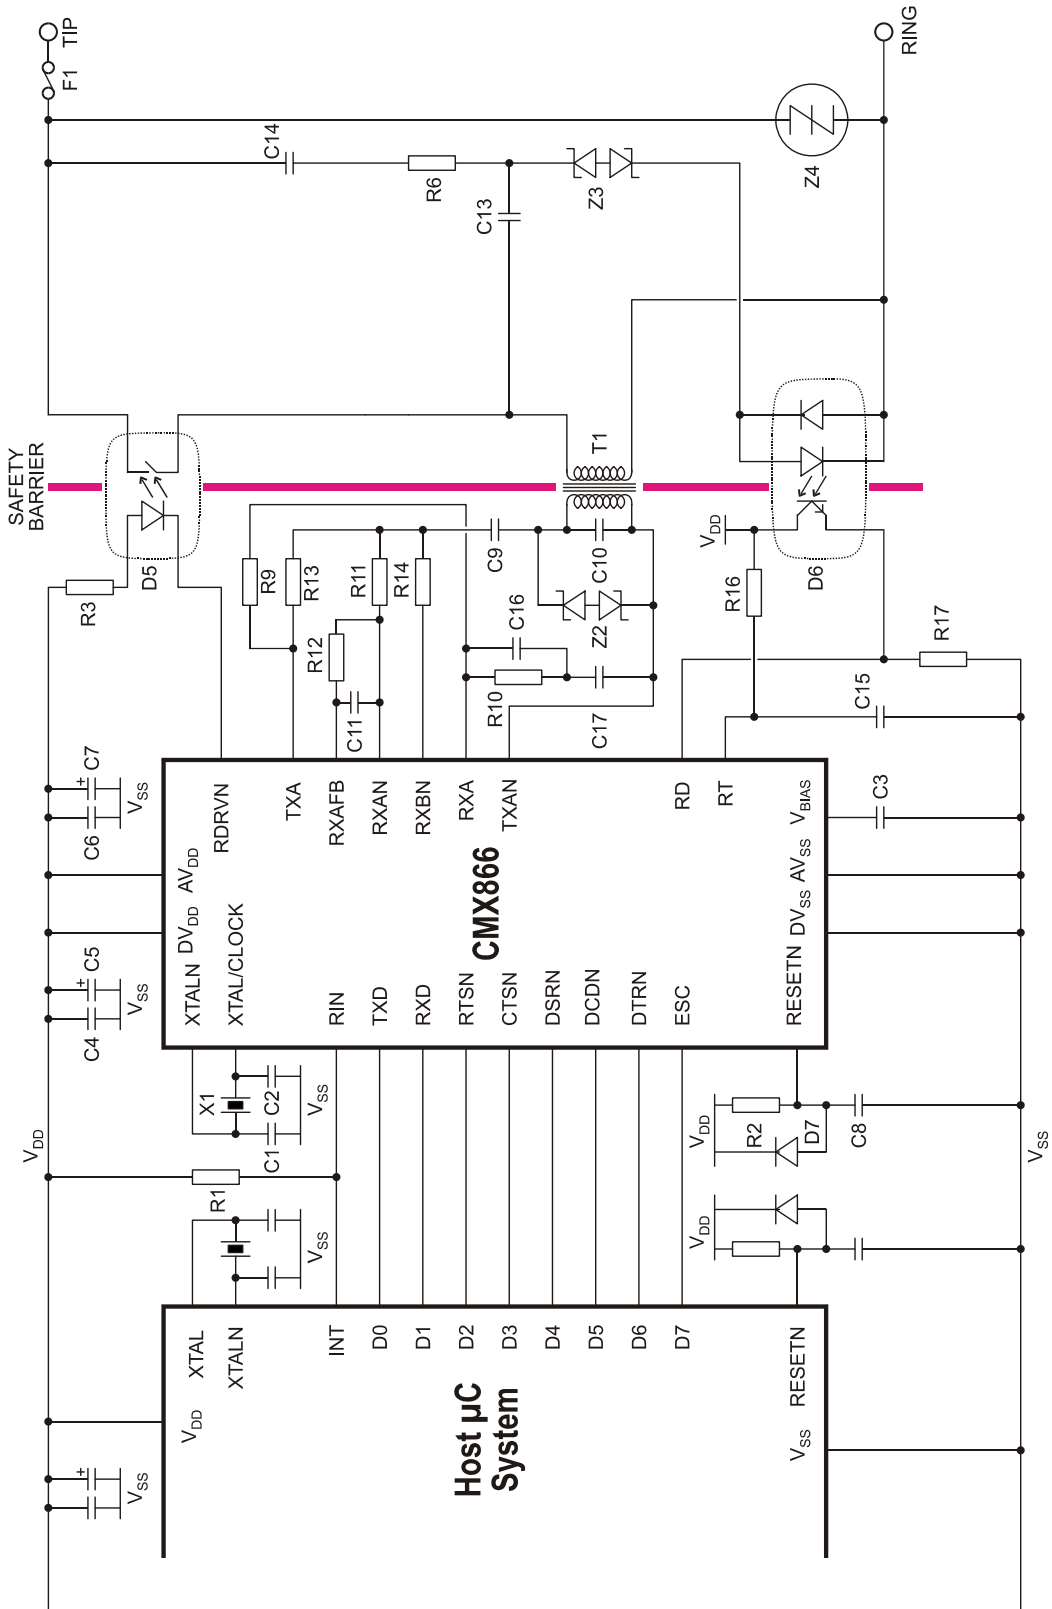 TIP
F1
RING
C14
R6
C13
Z3
Z4
SAFETY
BARRIER
T1
D5
R3
R9
R13
R11
R14
C9
C10
C16
Z2
R12
R10
C11
C17
VDD
R16
D6
R17
C15
C3
C7
+
VSS
C6
C5
+
VSS
C4
RDRVN
TXA
RXAFB
RXAN
RXBN
RXA
TXAN
RD
RT
VBIAS
AVDD
DVDD
XTALN
XTAL/CLOCK
CMX866
AVSS
DVSS
RESETN
RIN
TXD
RXD
RTSN
CTSN
DSRN
DCDN
DTRN
ESC
X1
C2
C1
VSS
VDD
R1
VSS
VDD
R2
D7
C8
VDD
VSS
XTAL
XTALN
INT
D0
D1
D2
D3
D4
D5
D6
D7
RESETN
VDD
VSS
Host µC
System
+
VSS